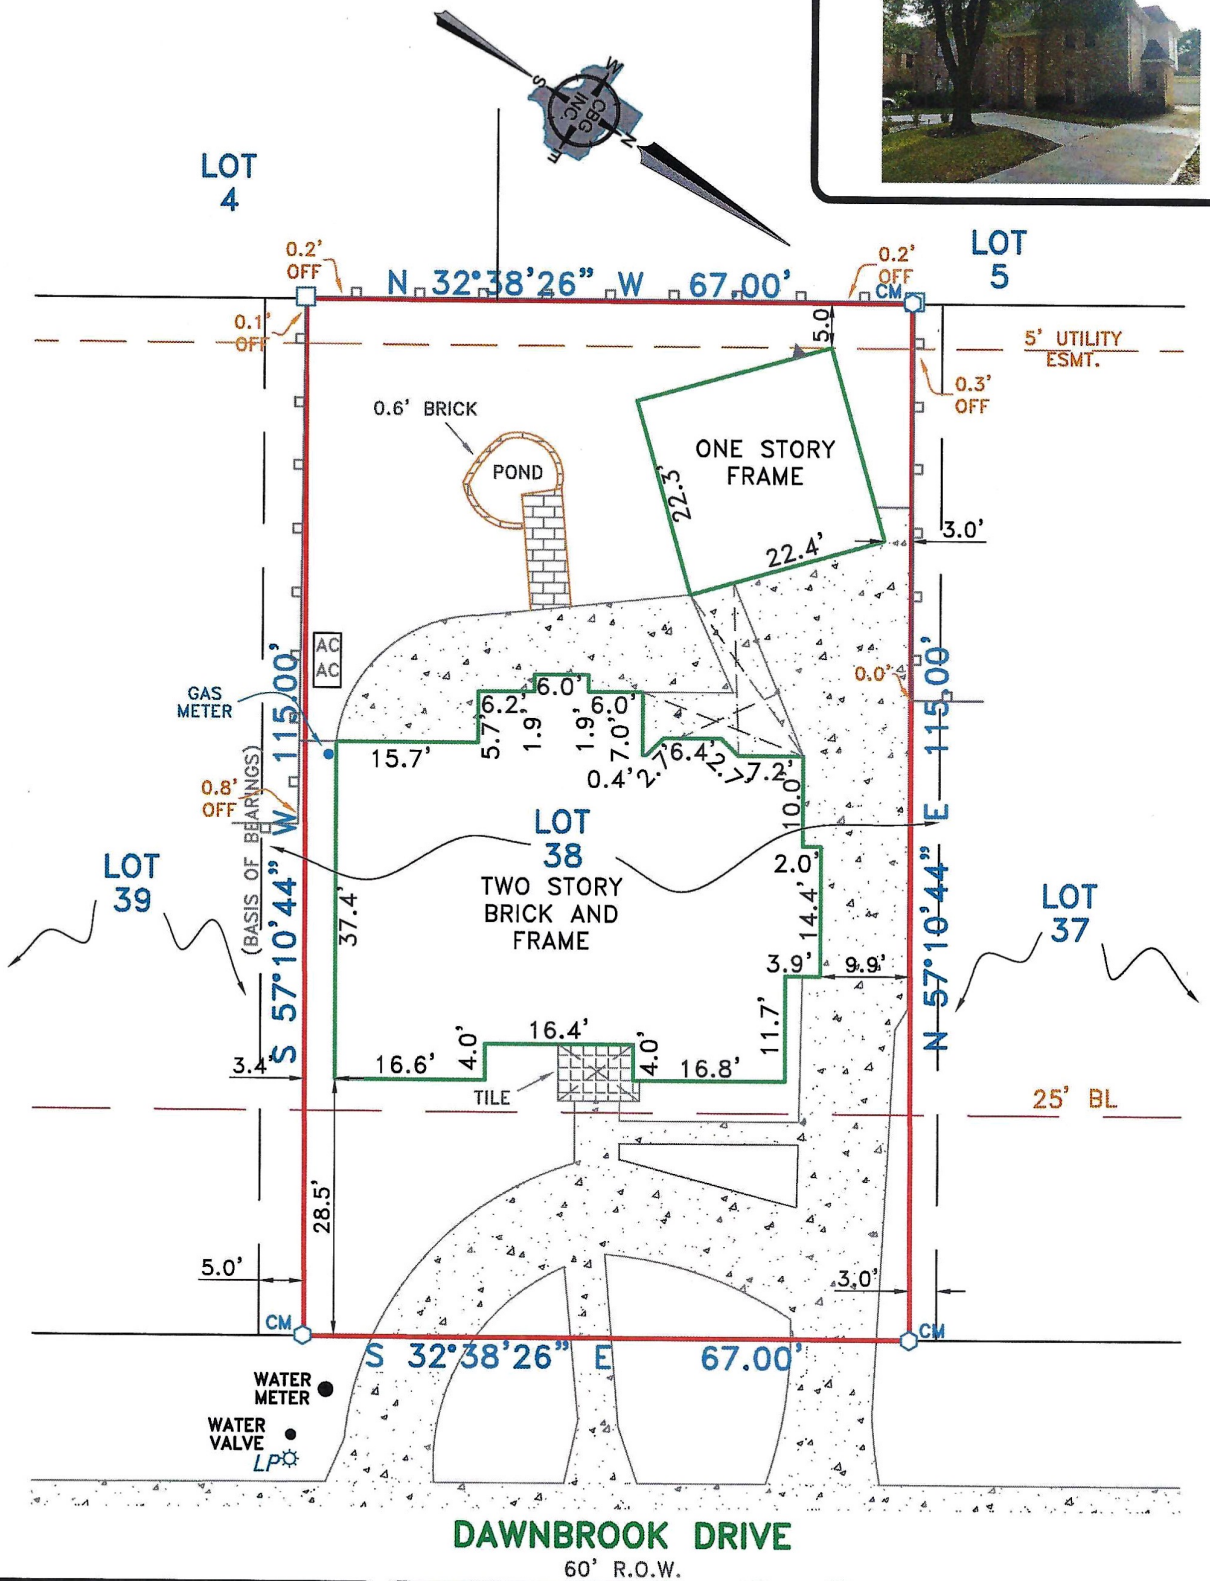 W
S
CBG
INC.
N
E
LOT
4
LOT
5
0.2'
OFF
N 32°38'26" W 67.00'
0.2'
OFF
CM
0.1'
OFF
5.0
5' UTILITY
ESMT.
0.3'
OFF
0.6' BRICK
POND
ONE STORY
FRAME
22.3'
22.4'
3.0'
AC
AC
GAS
METER
0.0'
6.0'
6.2'
6.0'
5.7'
1.9'
1.9'
7.0'
15.7'
0.4'
2.7'
6.4'
2.7'
7.2'
10.0'
0.8'
OFF
(BASIS OF BEARINGS)
S 57°10'44" W 115.00'
N 57°10'44" E 115.00'
LOT
38
TWO STORY
BRICK AND
FRAME
LOT
39
LOT
37
37.4'
2.0'
14.4'
3.9'
9.9'
11.7'
16.4'
4.0'
4.0'
16.6'
16.8'
3.4'
TILE
25' BL
28.5'
5.0'
3.0'
CM
CM
S 32°38'26" E 67.00'
WATER
METER
WATER
VALVE
LP
DAWNBROOK DRIVE
60' R.O.W.